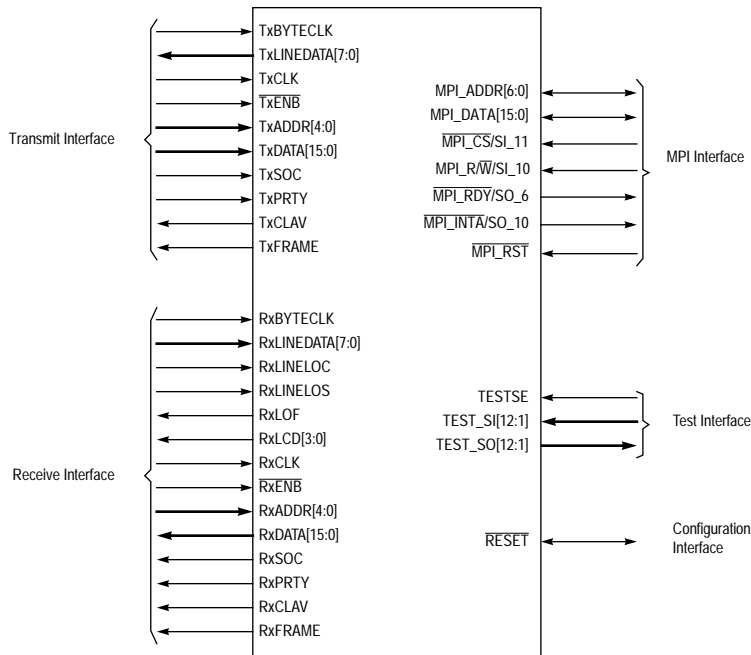 Transmit Interface
TxBYTECLK
TxLINEDATA[7:0]
TxCLK
TxENB
TxADDR[4:0]
TxDATA[15:0]
TxSOC
TxPRTY
TxCLAV
TxFRAME
Receive Interface
RxBYTECLK
RxLINEDATA[7:0]
RxLINELOC
RxLINELOS
RxLOF
RxLCD[3:0]
RxCLK
RxENB
RxADDR[4:0]
RxDATA[15:0]
RxSOC
RxPRTY
RxCLAV
RxFRAME
MPI_ADDR[6:0]
MPI_DATA[15:0]
MPI_CS/SI_11
MPI_R/W/SI_10
MPI_RDY/SO_6
MPI_INTA/SO_10
MPI_RST
MPI Interface
TESTSE
TEST_SI[12:1]
TEST_SO[12:1]
Test Interface
RESET
Configuration
Interface